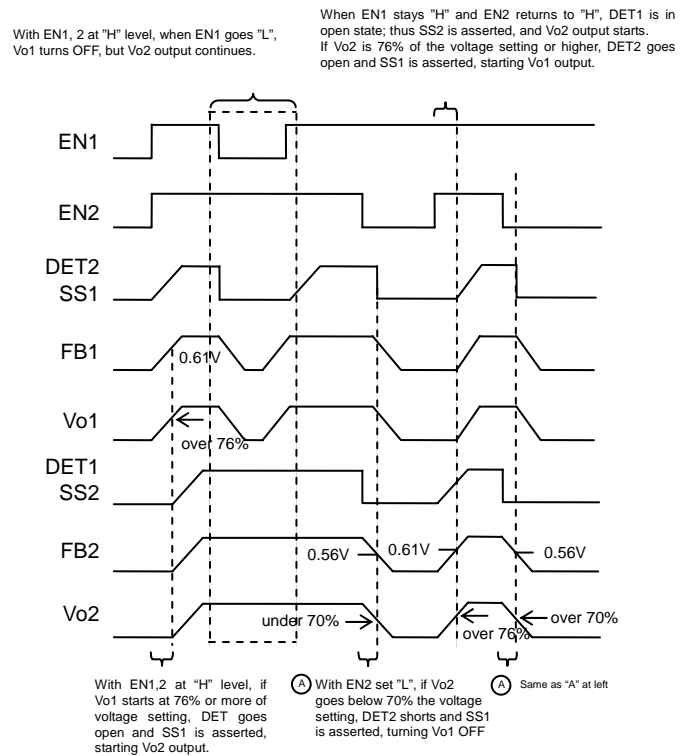 With EN1, 2 at "H" level, when EN1 goes "L",
Vo1 turns OFF, but Vo2 output continues.
When EN1 stays "H" and EN2 returns to "H", DET1 is in
open state; thus SS2 is asserted, and Vo2 output starts.
If Vo2 is 76% of the voltage setting or higher, DET2 goes
open and SS1 is asserted, starting Vo1 output.
EN1
EN2
DET2
SS1
FB1
0.61V
Vo1
over 76%
DET1
SS2
FB2
0.56V
0.61V
0.56V
Vo2
under 70%
over 76%
over 70%
With EN1,2 at "H" level, if
Vo1 starts at 76% or more of
voltage setting, DET goes
open and SS1 is asserted,
starting Vo2 output.
A With EN2 set "L", if Vo2
goes below 70% the voltage
setting, DET2 shorts and SS1
is asserted, turning Vo1 OFF
A Same as "A" at left